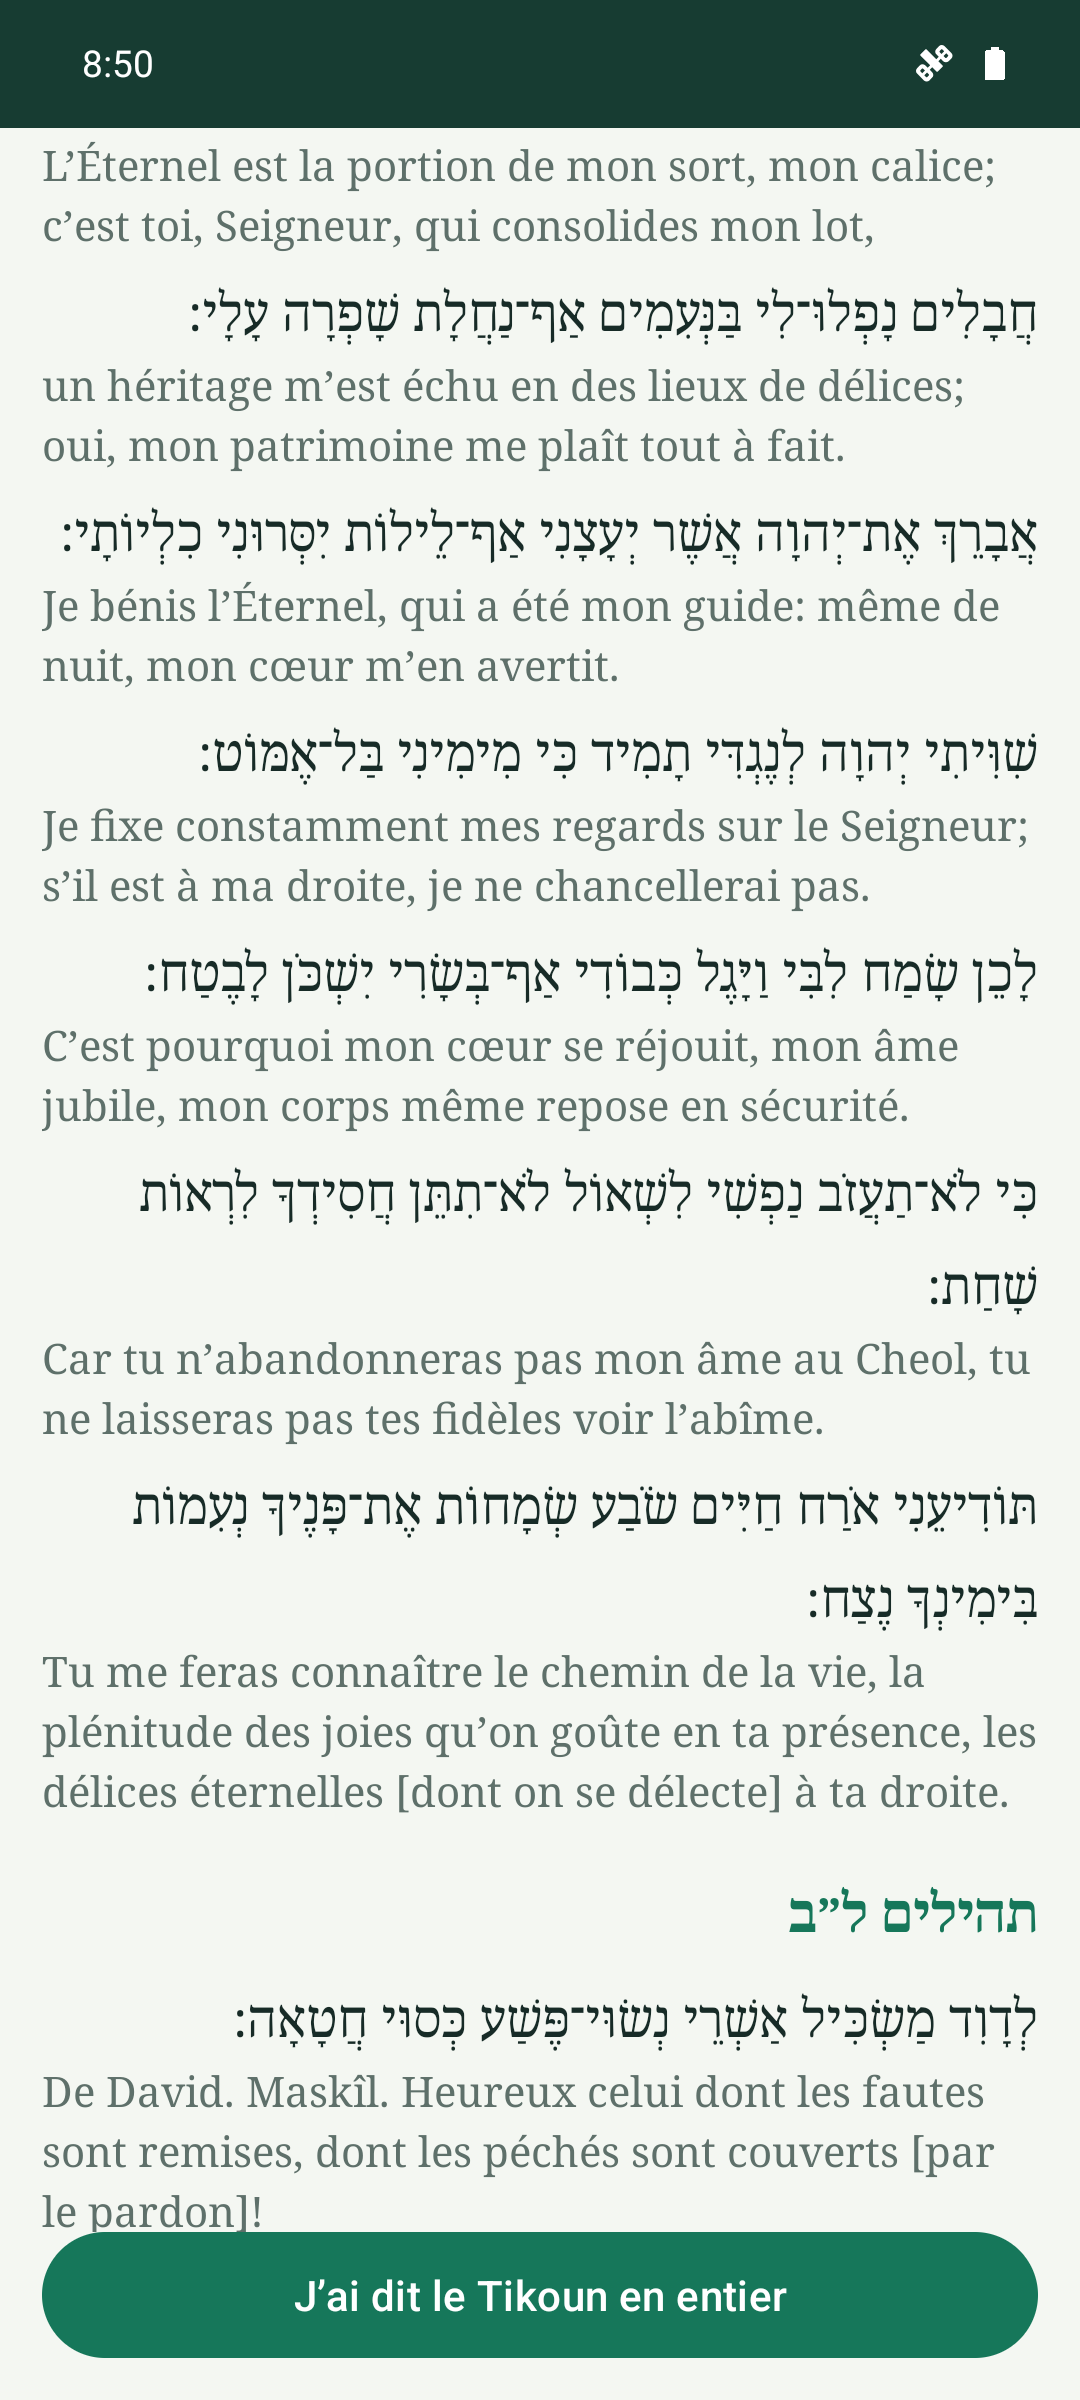 8:50
L’Éternel est la portion de mon sort, mon calice;
c’est toi, Seigneur, qui consolides mon lot,
חֲבָלִים נָפְלוּ־לִי בַּנְּעִמִים אַף־נַחֲלָת שָׁפְרָה עָלָי׃
un héritage m’est échu en des lieux de délices;
oui, mon patrimoine me plaît tout à fait.
אֲבָרֵךְ אֶת־יְהוָה אֲשֶׁר יְעָצָנִי אַף־לֵילוֹת יִסְּרוּנִי כִלְיוֹתָי׃
Je bénis l’Éternel, qui a été mon guide: même de
nuit, mon cœur m’en avertit.
שִׁוִּיתִי יְהוָה לְנֶגְדִּי תָמִיד כִּי מִימִינִי בַּל־אֶמּוֹט׃
Je fixe constamment mes regards sur le Seigneur;
s’il est à ma droite, je ne chancellerai pas.
לָכֵן שָׂמַח לִבִּי וַיָּגֶל כְּבוֹדִי אַף־בְּשָׂרִי יִשְׁכֹּן לָבֶטַח׃
C’est pourquoi mon cœur se réjouit, mon âme
jubile, mon corps même repose en sécurité.
כִּי לֹא־תַעֲזֹב נַפְשִׁי לִשְׁאוֹל לֹא־תִתֵּן חֲסִידְךָ לִרְאוֹת
שָׁחַת׃
Car tu n’abandonneras pas mon âme au Cheol, tu
ne laisseras pas tes fidèles voir l’abîme.
תּוֹדִיעֵנִי אֹרַח חַיִּים שֹׂבַע שְׂמָחוֹת אֶת־פָּנֶיךָ נְעִמוֹת
בִּימִינְךָ נֶצַח׃
Tu me feras connaître le chemin de la vie, la
plénitude des joies qu’on goûte en ta présence, les
délices éternelles [dont on se délecte] à ta droite.
תהילים ל”ב
לְדָוִד מַשְׂכִּיל אַשְׁרֵי נְשׂוּי־פֶּשַׁע כְּסוּי חֲטָאָה׃
De David. Maskîl. Heureux celui dont les fautes
sont remises, dont les péchés sont couverts [par
le pardon]!
J’ai dit le Tikoun en entier